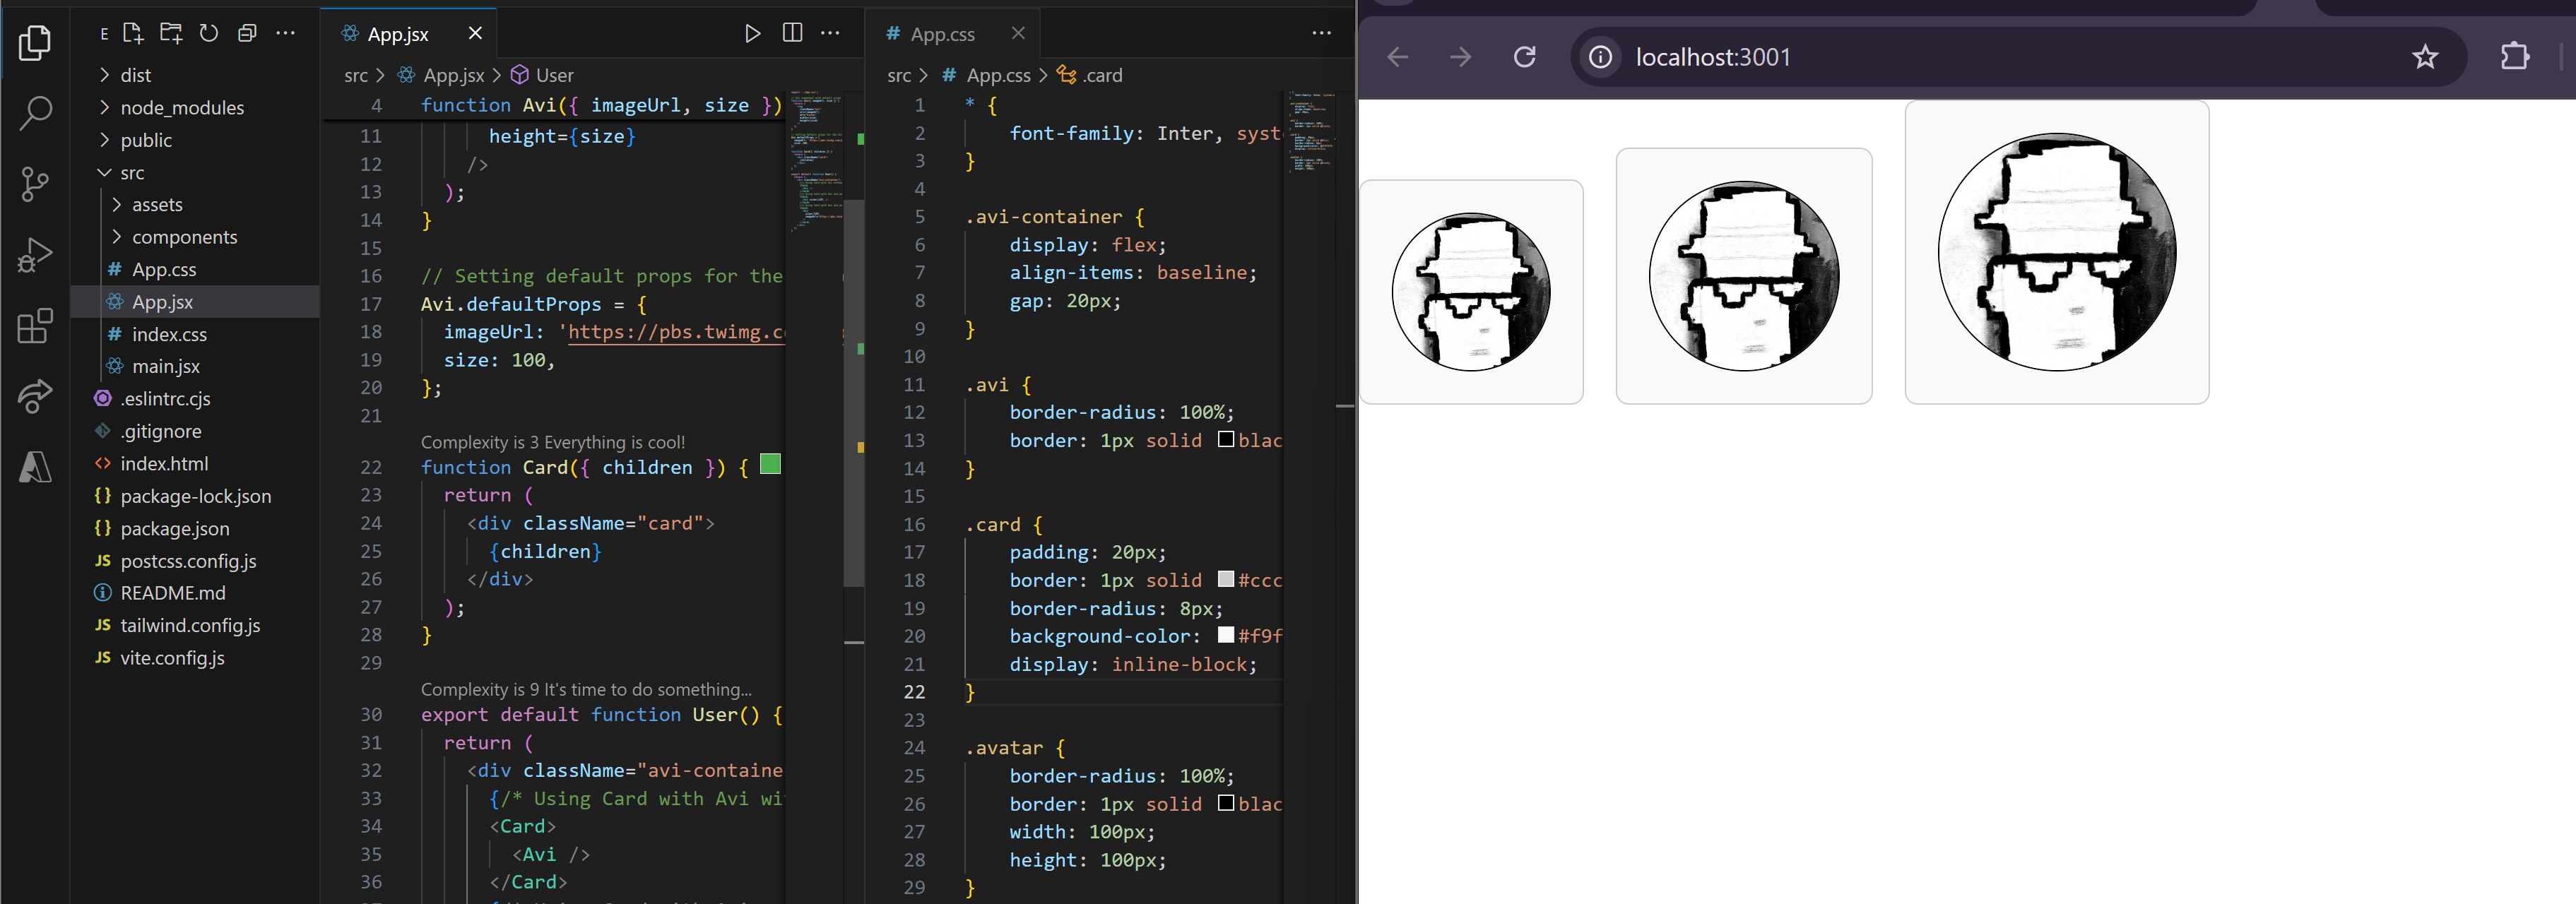 E
dist
node_modules
public
src
assets
components
# App.css
App.jsx
# index.css
main.jsx
.eslintrc.cjs
.gitignore
<> index.html
{} package-lock.json
{} package.json
JS postcss.config.js
README.md
JS tailwind.config.js
JS vite.config.js
App.jsx
src > App.jsx > User
4 function Avi({ imageUrl, size })
11 height={size}
12 />
13 );
14 }
15
16 // Setting default props for the
17 Avi.defaultProps = {
18 imageUrl: 'https://pbs.twimg.c
19 size: 100,
20 };
21
Complexity is 3 Everything is cool!
22 function Card({ children }) {
23 return (
24 <div className="card">
25 {children}
26 </div>
27 );
28 }
29
Complexity is 9 It's time to do something...
30 export default function User() {
31 return (
32 <div className="avi-containe
33 {/* Using Card with Avi wi
34 <Card>
35 <Avi />
36 </Card>
# App.css
src > # App.css > .card
1 * {
2 font-family: Inter, syst
3 }
4
5 .avi-container {
6 display: flex;
7 align-items: baseline;
8 gap: 20px;
9 }
10
11 .avi {
12 border-radius: 100%;
13 border: 1px solid blac
14 }
15
16 .card {
17 padding: 20px;
18 border: 1px solid #ccc
19 border-radius: 8px;
20 background-color: #f9f
21 display: inline-block;
22 }
23
24 .avatar {
25 border-radius: 100%;
26 border: 1px solid blac
27 width: 100px;
28 height: 100px;
29 }
localhost:3001